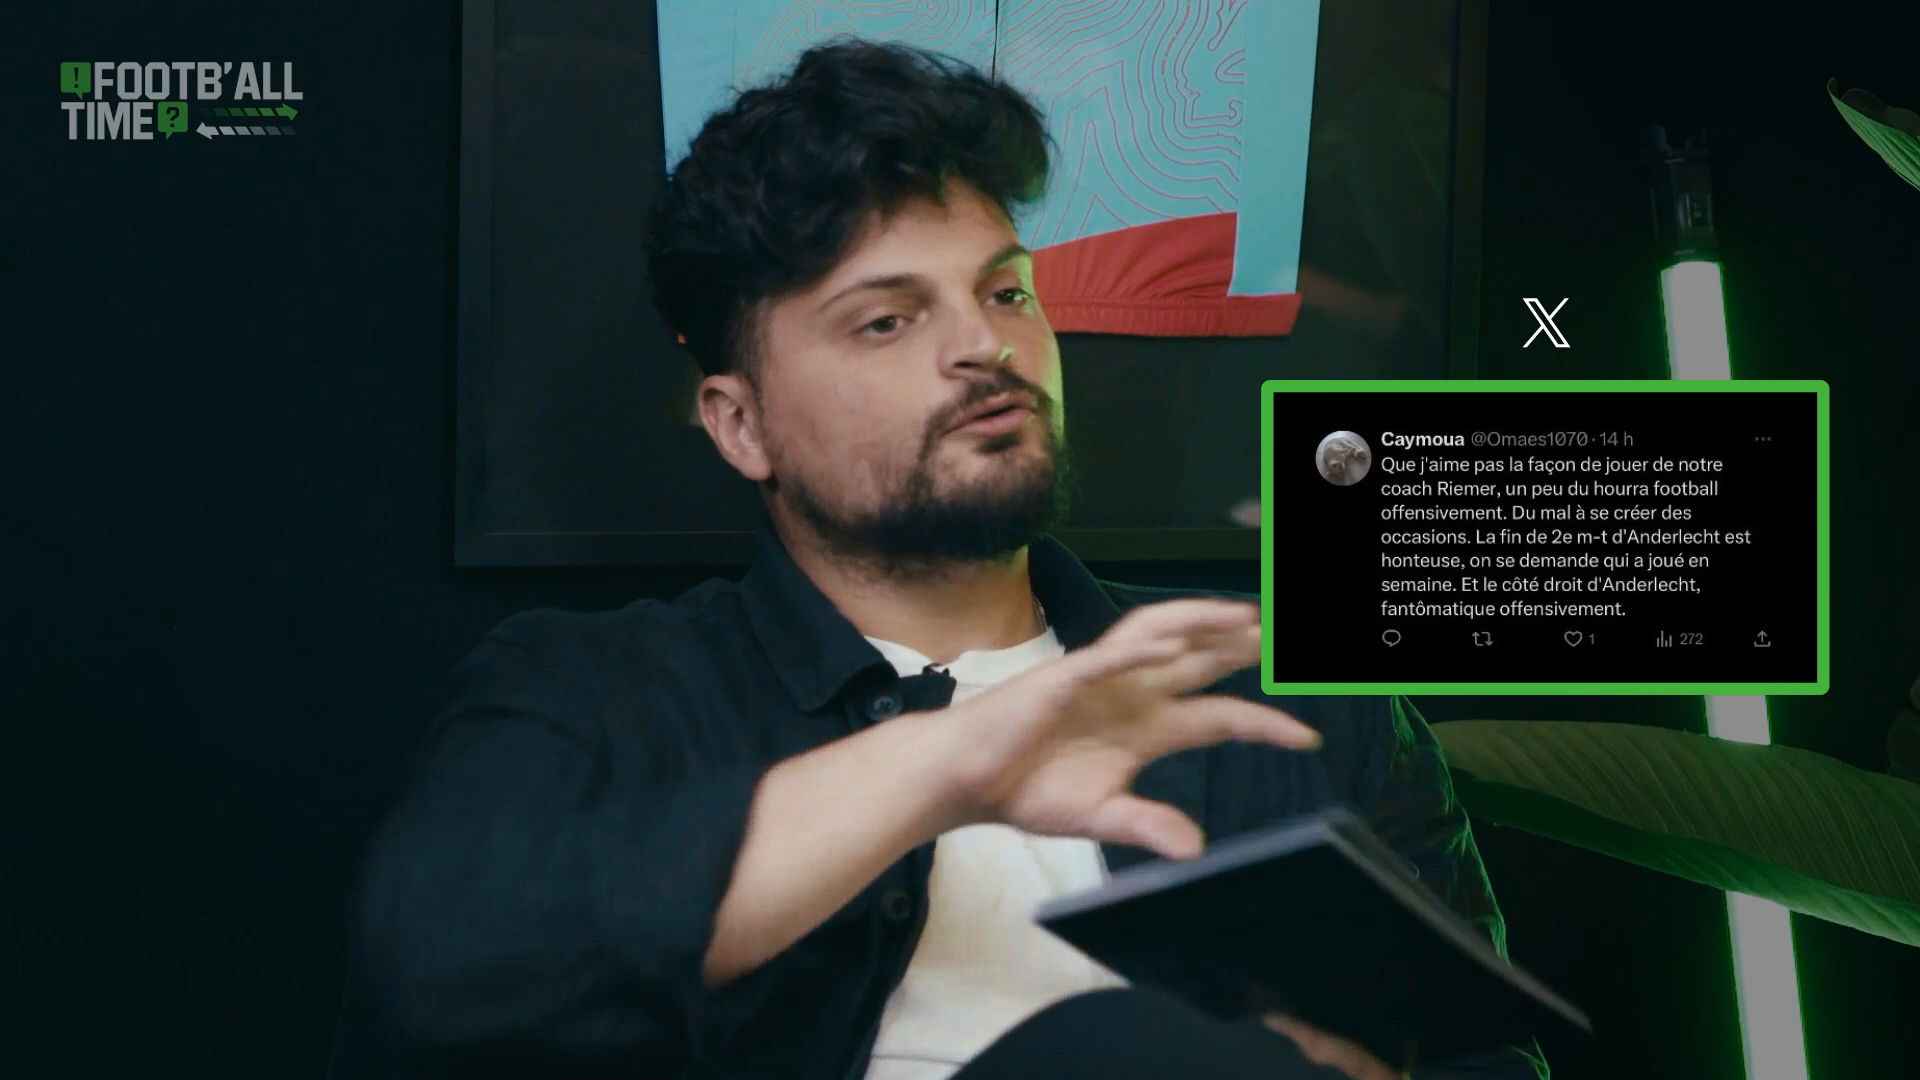 ! FOOTB'ALL
TIME ?
X
Caymoua @Omaes1070 · 14 h
Que j'aime pas la façon de jouer de notre
coach Riemer, un peu du hourra football
offensivement. Du mal à se créer des
occasions. La fin de 2e m-t d'Anderlecht est
honteuse, on se demande qui a joué en
semaine. Et le côté droit d'Anderlecht,
fantômatique offensivement.
1 272